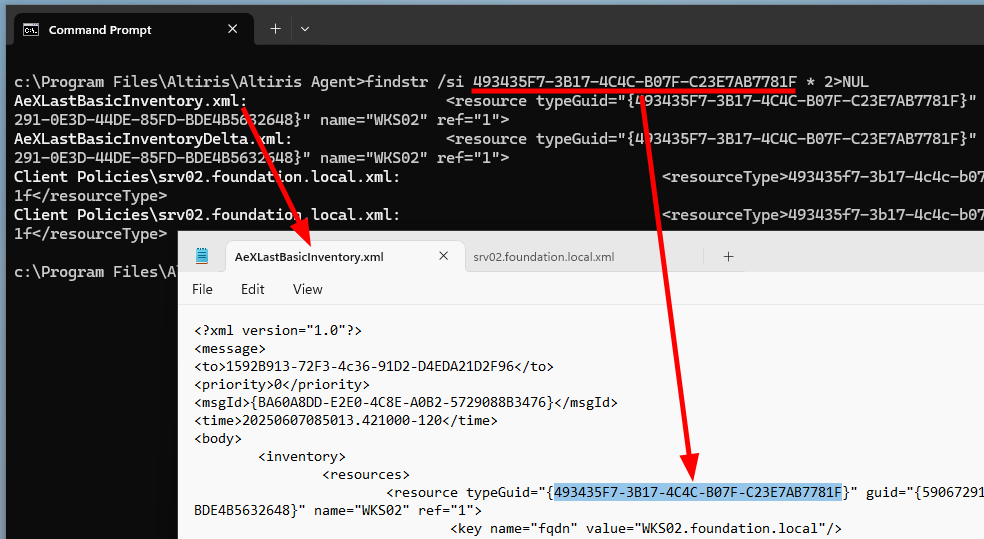 Command Prompt
c:\Program Files\Altiris\Altiris Agent>findstr /si 493435F7-3B17-4C4C-B07F-C23E7AB7781F * 2>NUL
AeXLastBasicInventory.xml: <resource typeGuid="{493435F7-3B17-4C4C-B07F-C23E7AB7781F}"
291-0E3D-44DE-85FD-BDE4B5632648}" name="WKS02" ref="1">
AeXLastBasicInventoryDelta.xml: <resource typeGuid="{493435F7-3B17-4C4C-B07F-C23E7AB7781F}"
291-0E3D-44DE-85FD-BDE4B5632648}" name="WKS02" ref="1">
Client Policies\srv02.foundation.local.xml: <resourceType>493435f7-3b17-4c4c-b07
1f</resourceType>
Client Policies\srv02.foundation.local.xml: <resourceType>493435f7-3b17-4c4c-b07
1f</resourceType>
c:\Program Files\Al
AeXLastBasicInventory.xml
srv02.foundation.local.xml
File Edit View
<?xml version="1.0"?>
<message>
<to>1592B913-72F3-4c36-91D2-D4EDA21D2F96</to>
<priority>0</priority>
<msgId>{BA60A8DD-E2E0-4C8E-A0B2-5729088B3476}</msgId>
<time>20250607085013.421000-120</time>
<body>
<inventory>
<resources>
<resource typeGuid="{493435F7-3B17-4C4C-B07F-C23E7AB7781F}" guid="{59067291
BDE4B5632648}" name="WKS02" ref="1">
<key name="fqdn" value="WKS02.foundation.local"/>